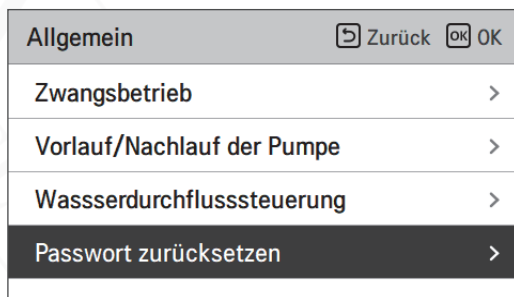 Allgemein Zurück OK OK
Zwangsbetrieb >
Vorlauf/Nachlauf der Pumpe >
Wassserdurchflusssteuerung >
Passwort zurücksetzen >